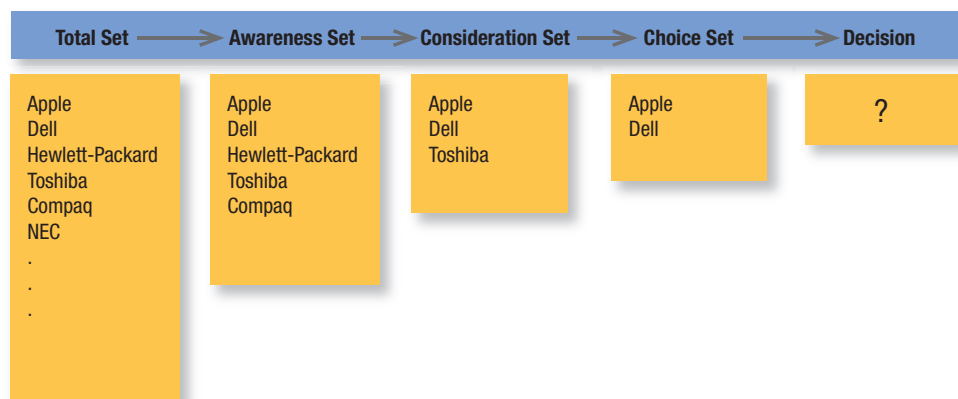 Total Set Awareness Set Consideration Set Choice Set Decision
Apple
Dell
Hewlett-Packard
Toshiba
Compaq
NEC
.
.
.
Apple
Dell
Hewlett-Packard
Toshiba
Compaq
Apple
Dell
Toshiba
Apple
Dell
?